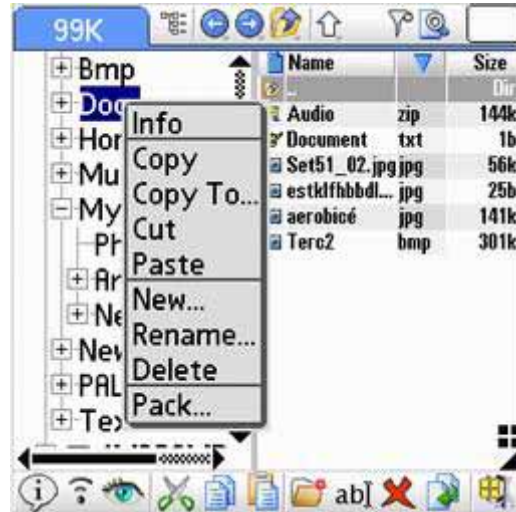 99K
Name Size
Bmp
.. Dir
Doc
Audio zip 144k
Info
Document txt 1b
Hor
Copy
Set51_02.jpg jpg 56k
Mu
Copy To...
estklfhbbdl... jpg 25b
My
Cut
aerobicé jpg 141k
Ph
Paste
Terc2 bmp 301k
Ar
New...
Ne
Rename...
Nev
Delete
PAL
Pack...
Tex
ab